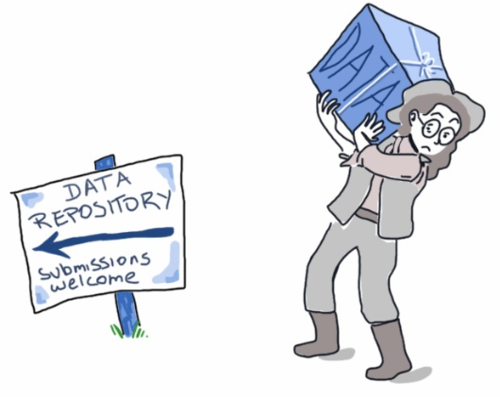 DATA
REPOSITORY
submissions
welcome
DATA